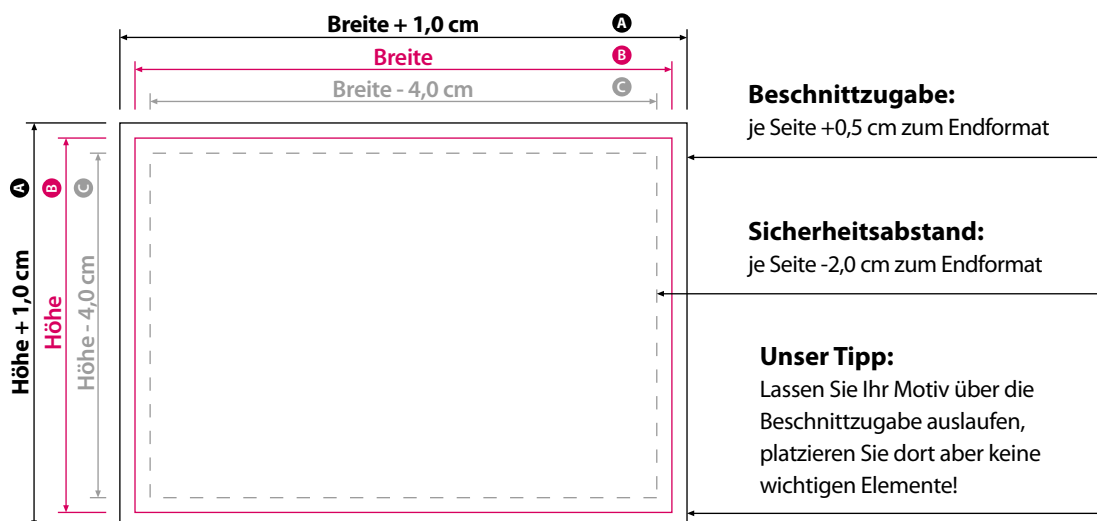 Breite + 1,0 cm A
Breite B
Breite - 4,0 cm C
A
B
C
Höhe + 1,0 cm
Höhe
Höhe - 4,0 cm
Beschnittzugabe:
je Seite +0,5 cm zum Endformat
Sicherheitsabstand:
je Seite -2,0 cm zum Endformat
Unser Tipp:
Lassen Sie Ihr Motiv über die
Beschnittzugabe auslaufen,
platzieren Sie dort aber keine
wichtigen Elemente!